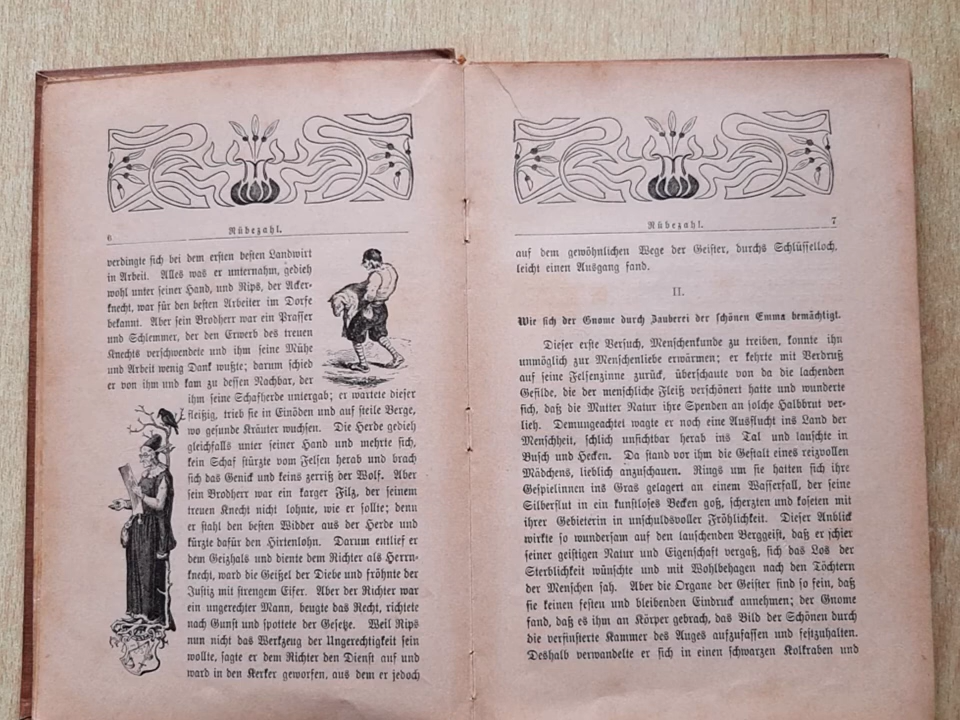 6
Rübezahl.
verdingte sich bei dem ersten besten Landwirt
in Arbeit. Alles was er unternahm, gedieh
wohl unter seiner Hand, und Rips, der Acker-
knecht, war für den besten Arbeiter im Dorfe
bekannt. Aber sein Brodherr war ein Prasser
und Schlemmer, der den Erwerb des treuen
Knechts verschwendete und ihm seine Mühe
und Arbeit wenig Dank wußte; darum schied
er von ihm und kam zu dessen Nachbar, der
ihm seine Schafherde untergab; er wartete dieser
fleißig, trieb sie in Einöden und auf steile Berge,
wo gesunde Kräuter wuchsen. Die Herde gedieh
gleichfalls unter seiner Hand und mehrte sich,
kein Schaf stürzte vom Felsen herab und brach
sich das Genick und keins zerriß der Wolf. Aber
sein Brodherr war ein karger Filz, der seinem
treuen Knecht nicht lohnte, wie er sollte; denn
er stahl den besten Widder aus der Herde und
kürzte dafür den Hirtenlohn. Darum entlief er
dem Geizhals und diente dem Richter als Herrn-
knecht, ward die Geißel der Diebe und fröhnte der
Justiz mit strengem Eifer. Aber der Richter war
ein ungerechter Mann, beugte das Recht, richtete
nach Gunst und spottete der Gesetze. Weil Rips
nun nicht das Werkzeug der Ungerechtigkeit sein
wollte, sagte er dem Richter den Dienst auf und
ward in den Kerker geworfen, aus dem er jedoch
Rübezahl.
7
auf dem gewöhnlichen Wege der Geister, durchs Schlüsselloch,
leicht einen Ausgang fand.
II.
Wie sich der Gnome durch Zauberei der schönen Emma bemächtigt.
Dieser erste Versuch, Menschenkunde zu treiben, konnte ihn
unmöglich zur Menschenliebe erwärmen; er kehrte mit Verdruß
auf seine Felsenzinne zurück, überschaute von da die lachenden
Gefilde, die der menschliche Fleiß verschönert hatte und wunderte
sich, daß die Mutter Natur ihre Spenden an solche Halbbrut ver-
lieh. Demungeachtet wagte er noch eine Ausflucht ins Land der
Menschheit, schlich unsichtbar herab ins Tal und lauschte in
Busch und Hecken. Da stand vor ihm die Gestalt eines reizvollen
Mädchens, lieblich anzuschauen. Rings um sie hatten sich ihre
Gespielinnen ins Gras gelagert an einem Wasserfall, der seine
Silberflut in ein kunstloses Becken goß, scherzten und koseten mit
ihrer Gebieterin in unschuldsvoller Fröhlichkeit. Dieser Anblick
wirkte so wundersam auf den lauschenden Berggeist, daß er schier
seiner geistigen Natur und Eigenschaft vergaß, sich das Los der
Sterblichkeit wünschte und mit Wohlbehagen nach den Töchtern
der Menschen sah. Aber die Organe der Geister sind so fein, daß
sie keinen festen und bleibenden Eindruck annehmen; der Gnome
fand, daß es ihm an Körper gebrach, das Bild der Schönen durch
die verfinsterte Kammer des Auges aufzufassen und festzuhalten.
Deshalb verwandelte er sich in einen schwarzen Kolkraben und